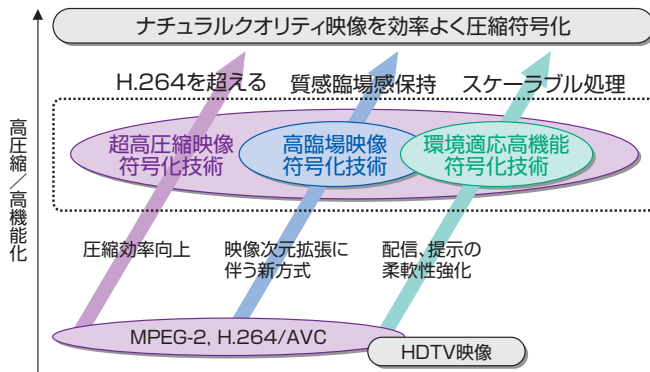 ナチュラルクオリティ映像を効率よく圧縮符号化
H.264を超える
質感臨場感保持
スケーラブル処理
高圧縮／高機能化
超高圧縮映像
符号化技術
高臨場映像
符号化技術
環境適応高機能
符号化技術
圧縮効率向上
映像次元拡張に
伴う新方式
配信、提示の
柔軟性強化
MPEG-2, H.264/AVC
HDTV映像